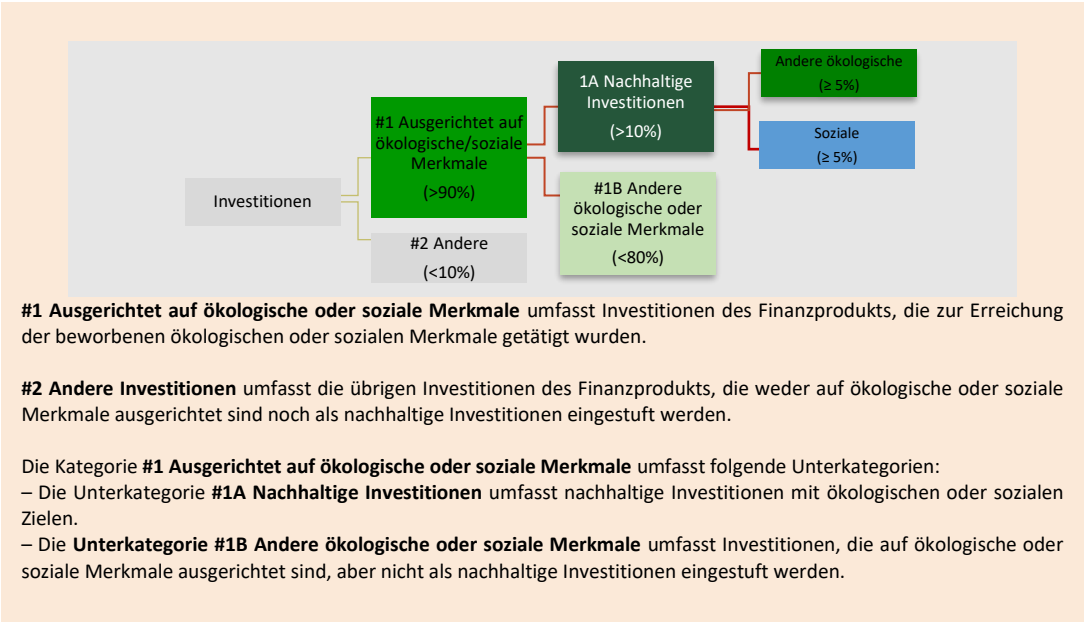 Investitionen
#1 Ausgerichtet auf
ökologische/soziale
Merkmale
(>90%)
#2 Andere
(<10%)
1A Nachhaltige
Investitionen
(>10%)
#1B Andere
ökologische oder
soziale Merkmale
(<80%)
Andere ökologische
(≥ 5%)
Soziale
(≥ 5%)
#1 Ausgerichtet auf ökologische oder soziale Merkmale umfasst Investitionen des Finanzprodukts, die zur Erreichung
der beworbenen ökologischen oder sozialen Merkmale getätigt wurden.
#2 Andere Investitionen umfasst die übrigen Investitionen des Finanzprodukts, die weder auf ökologische oder soziale
Merkmale ausgerichtet sind noch als nachhaltige Investitionen eingestuft werden.
Die Kategorie #1 Ausgerichtet auf ökologische oder soziale Merkmale umfasst folgende Unterkategorien:
– Die Unterkategorie #1A Nachhaltige Investitionen umfasst nachhaltige Investitionen mit ökologischen oder sozialen
Zielen.
– Die Unterkategorie #1B Andere ökologische oder soziale Merkmale umfasst Investitionen, die auf ökologische oder
soziale Merkmale ausgerichtet sind, aber nicht als nachhaltige Investitionen eingestuft werden.